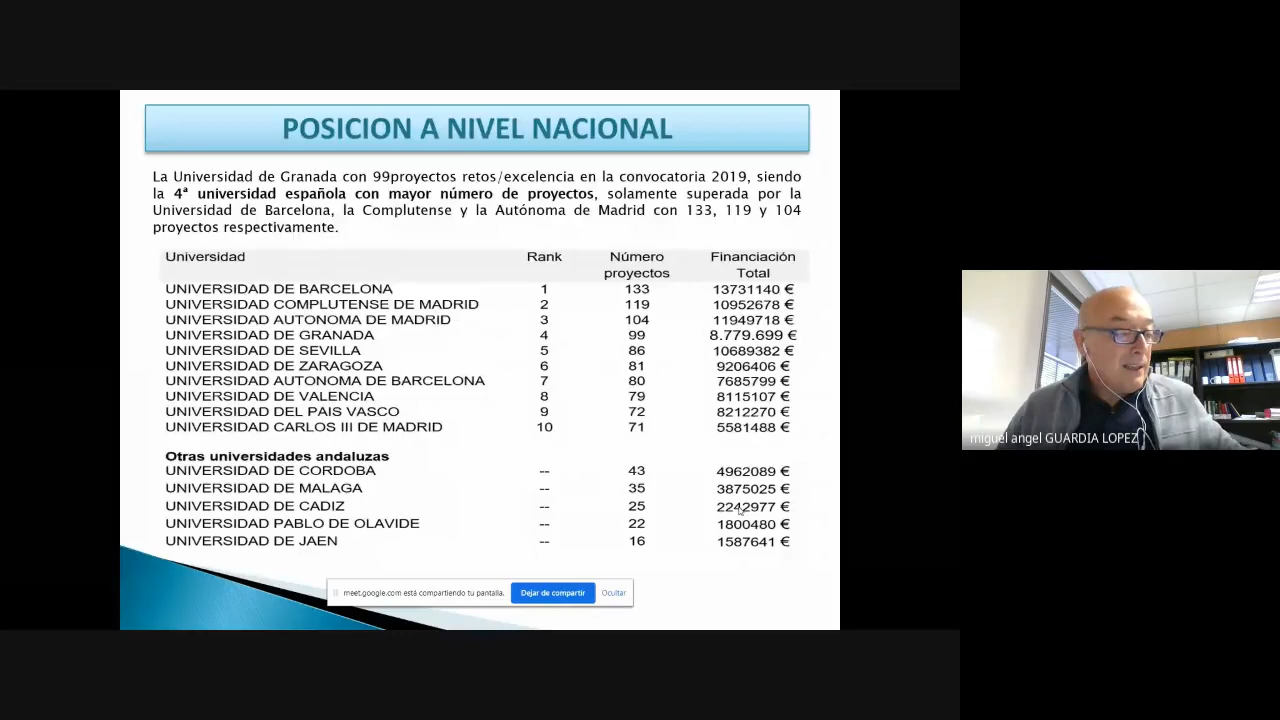 POSICION A NIVEL NACIONAL
La Universidad de Granada con 99proyectos retos/excelencia en la convocatoria 2019, siendo
la 4ª universidad española con mayor número de proyectos, solamente superada por la
Universidad de Barcelona, la Complutense y la Autónoma de Madrid con 133, 119 y 104
proyectos respectivamente.
Universidad Rank Número Financiación
proyectos Total
UNIVERSIDAD DE BARCELONA 1 133 13731140 €
UNIVERSIDAD COMPLUTENSE DE MADRID 2 119 10952678 €
UNIVERSIDAD AUTONOMA DE MADRID 3 104 11949718 €
UNIVERSIDAD DE GRANADA 4 99 8.779.699 €
UNIVERSIDAD DE SEVILLA 5 86 10689382 €
UNIVERSIDAD DE ZARAGOZA 6 81 9206406 €
UNIVERSIDAD AUTONOMA DE BARCELONA 7 80 7685799 €
UNIVERSIDAD DE VALENCIA 8 79 8115107 €
UNIVERSIDAD DEL PAIS VASCO 9 72 8212270 €
UNIVERSIDAD CARLOS III DE MADRID 10 71 5581488 €
Otras universidades andaluzas
UNIVERSIDAD DE CORDOBA -- 43 4962089 €
UNIVERSIDAD DE MALAGA -- 35 3875025 €
UNIVERSIDAD DE CADIZ -- 25 2242977 €
UNIVERSIDAD PABLO DE OLAVIDE -- 22 1800480 €
UNIVERSIDAD DE JAEN -- 16 1587641 €
meet.google.com está compartiendo tu pantalla. Dejar de compartir Ocultar
miguel angel GUARDIA LOPEZ